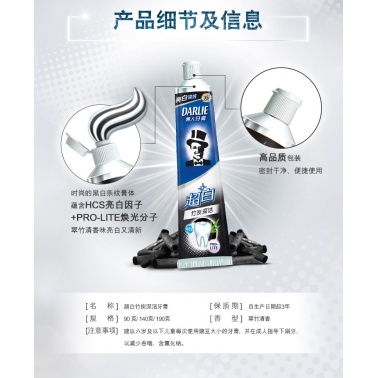 产品细节及信息
亮白
DARLIE
黑人牙膏
超白
竹炭深洁
PRO-LITE
高品质包装
密封干净、便捷使用
时尚的黑白条纹膏体
蕴含HCS亮白因子
+PRO-LITE焕光分子
翠竹清香味亮白又清新
[名 称] 超白竹炭深洁牙膏 [保质期] 自生产日期起3年
[规 格] 90克/140克/190克 [香 型] 翠竹清香
[注意事项] 建议六岁及以下儿童每次使用豌豆大小的牙膏，并在成人指导下刷牙，
以减少吞咽，含氟化钠。